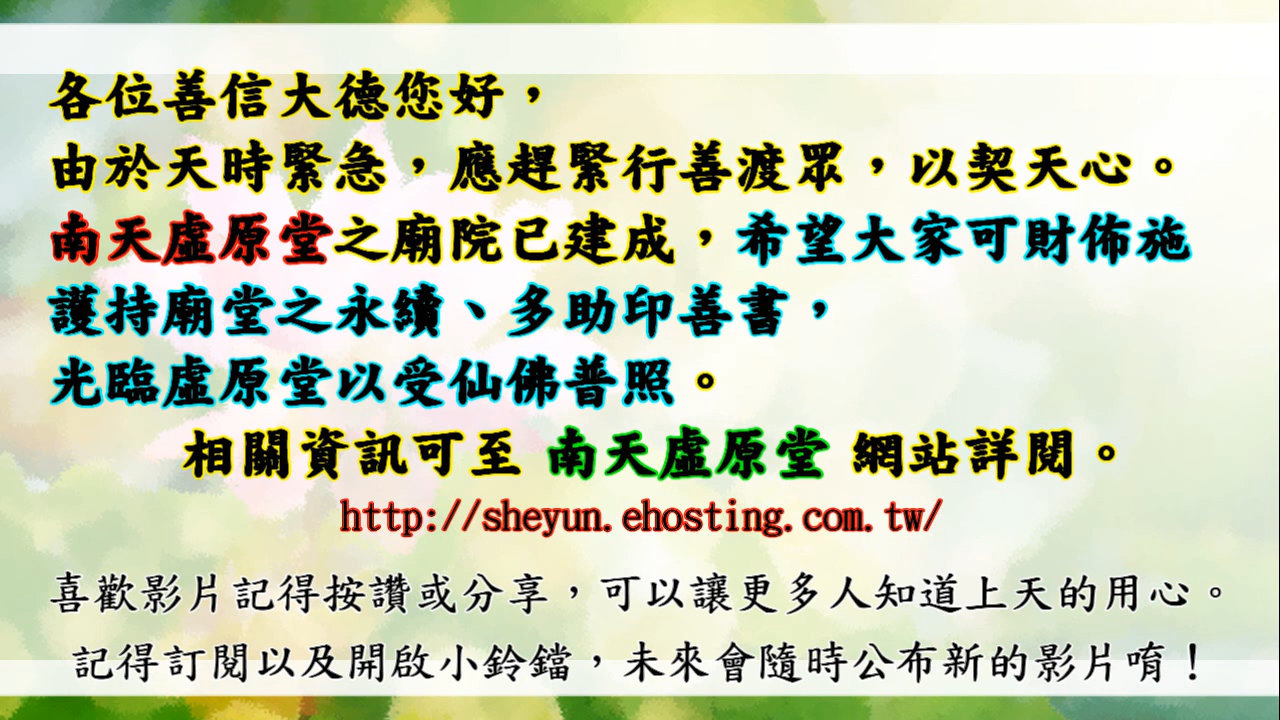 各位善信大德您好，
由於天時緊急，應趕緊行善渡眾，以契天心。
南天虛原堂之廟院已建成，希望大家可財佈施
護持廟堂之永續、多助印善書，
光臨虛原堂以受仙佛普照。
相關資訊可至 南天虛原堂 網站詳閱。
http://sheyun.ehosting.com.tw/
喜歡影片記得按讚或分享，可以讓更多人知道上天的用心。
記得訂閱以及開啟小鈴鐺，未來會隨時公布新的影片唷！